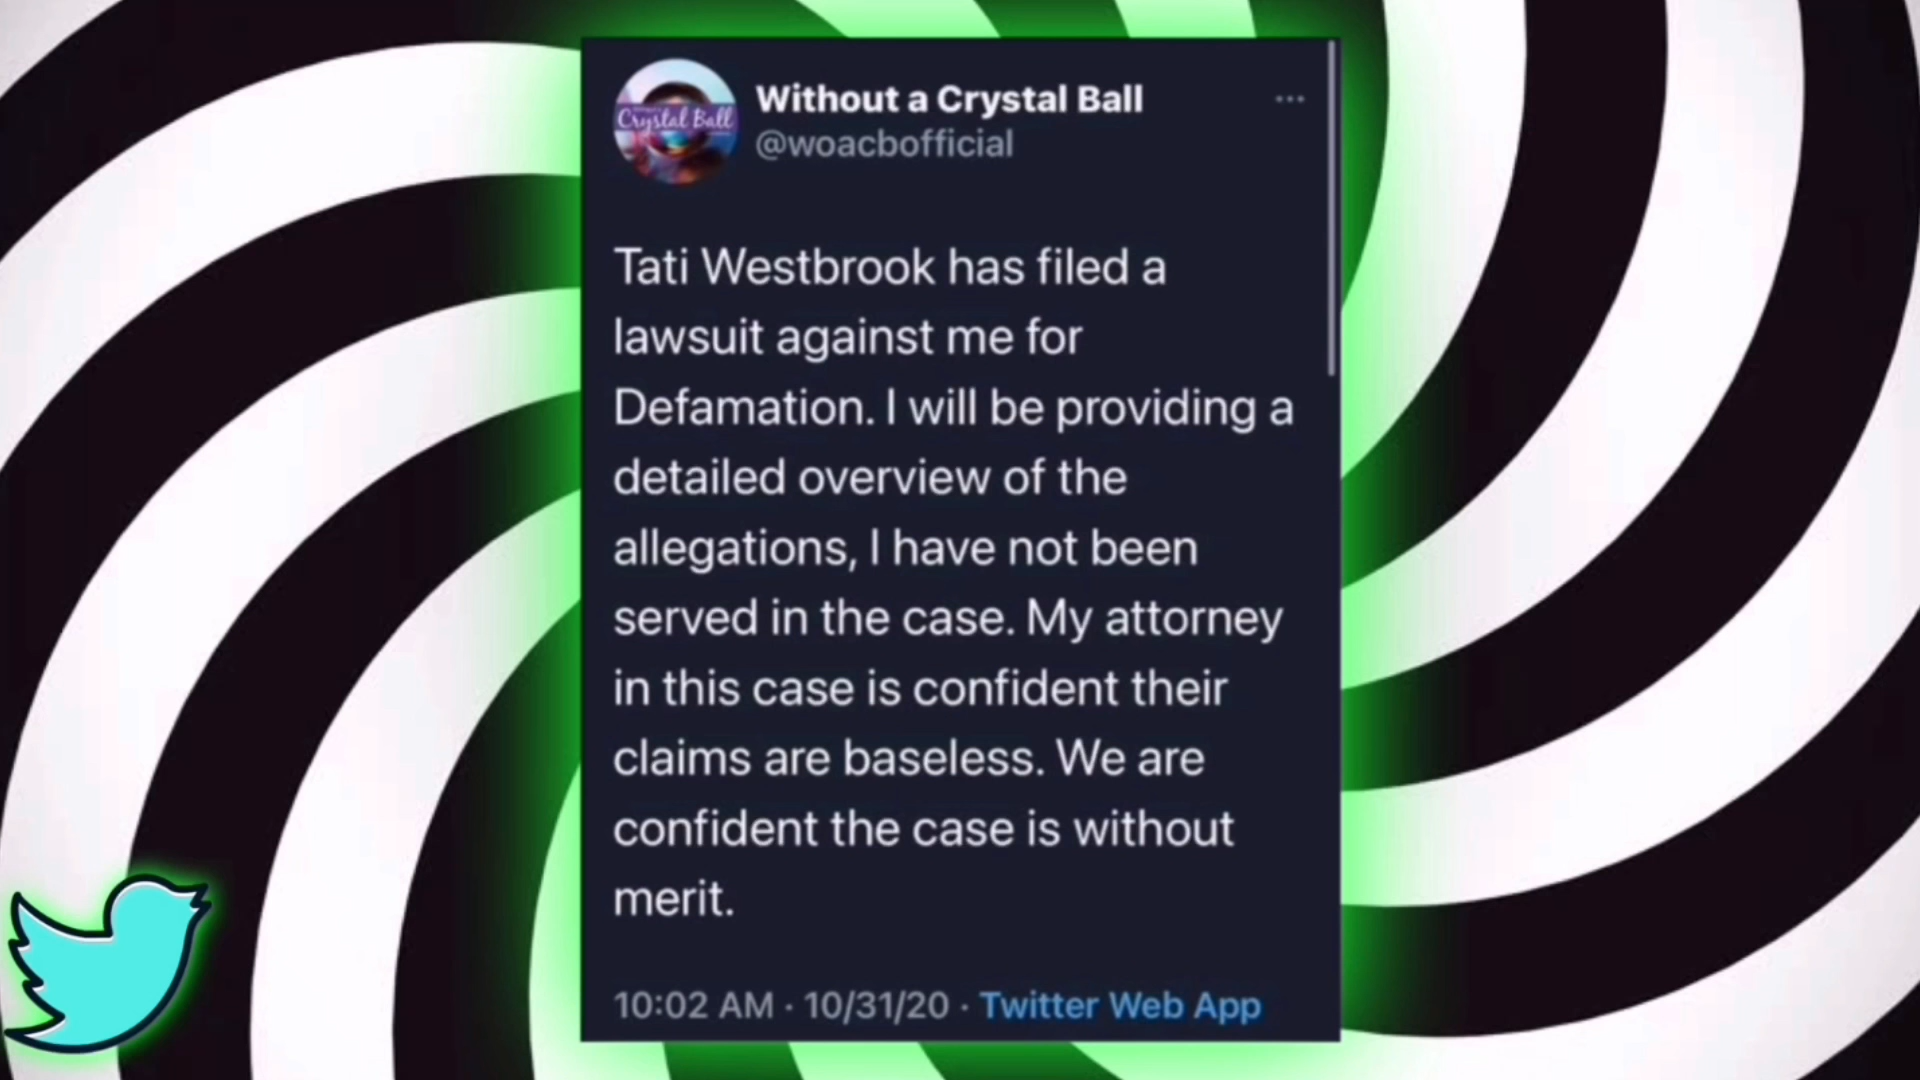 Crystal Ball
Without a Crystal Ball
@woacbofficial
Tati Westbrook has filed a
lawsuit against me for
Defamation. I will be providing a
detailed overview of the
allegations, I have not been
served in the case. My attorney
in this case is confident their
claims are baseless. We are
confident the case is without
merit.
10:02 AM · 10/31/20 · Twitter Web App